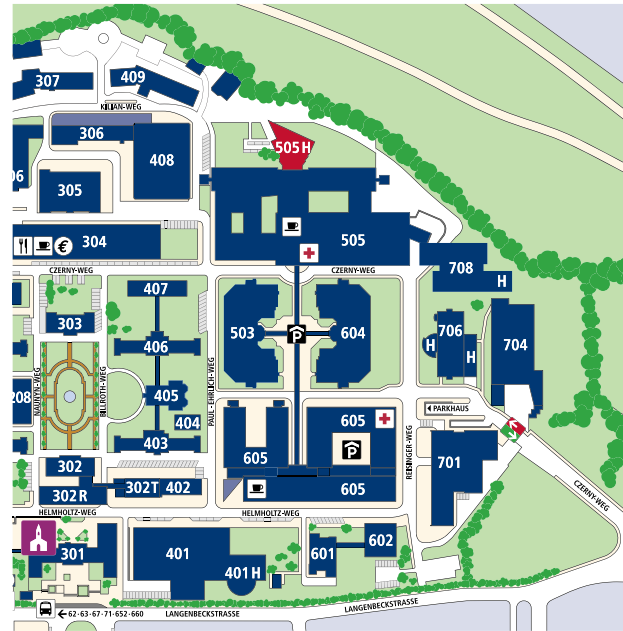 307
409
KILIAN-WEG
306
408
505 H
06
305
304
€
505
CZERNY-WEG
CZERNY-WEG
708
H
407
303
503
P
604
706
H
H
704
406
NAUNYN-WEG
BILLROTH-WEG
PAUL-EHRLICH-WEG
208
405
404
403
PARKHAUS
605
605
P
REISINGER-WEG
701
302
302 R
302T
402
605
CZERNY-WEG
HELMHOLTZ-WEG
HELMHOLTZ-WEG
301
401
401 H
601
602
62·63·67·71·652·660
LANGENBECKSTRASSE
LANGENBECKSTRASSE